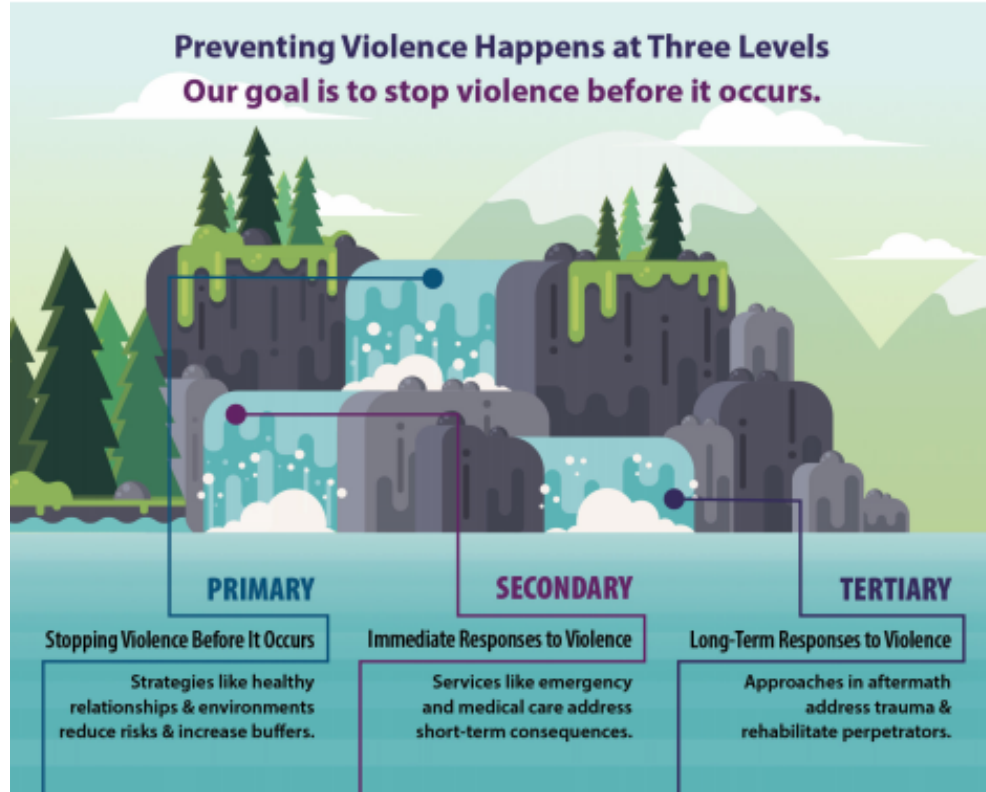 Preventing Violence Happens at Three Levels
Our goal is to stop violence before it occurs.
PRIMARY
Stopping Violence Before It Occurs
Strategies like healthy
relationships & environments
reduce risks & increase buffers.
SECONDARY
Immediate Responses to Violence
Services like emergency
and medical care address
short-term consequences.
TERTIARY
Long-Term Responses to Violence
Approaches in aftermath
address trauma &
rehabilitate perpetrators.